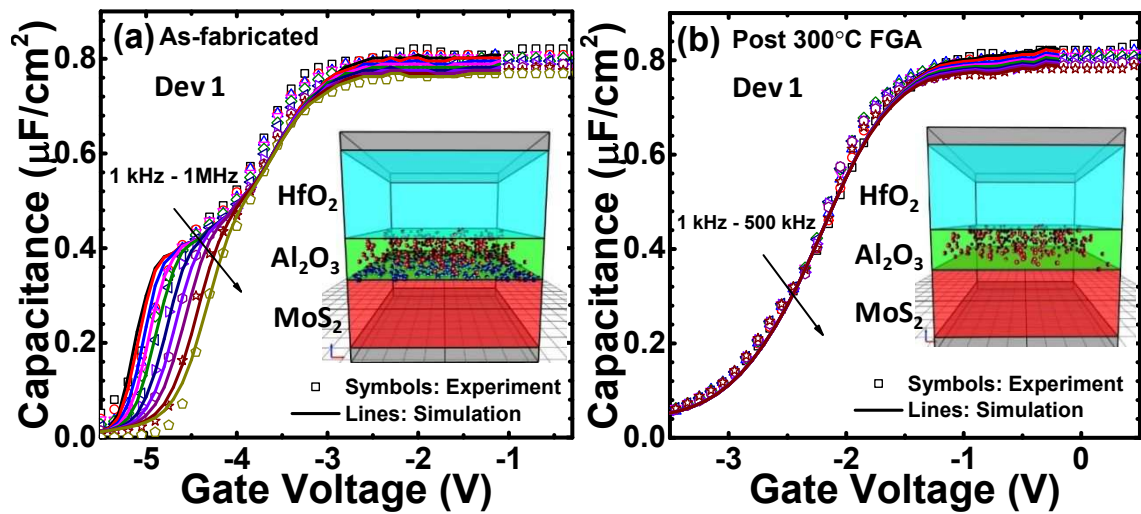 (a) As-fabricated
Dev 1
1 kHz - 1MHz
HfO2
Al2O3
MoS2
Symbols: Experiment
Lines: Simulation
Capacitance (μF/cm2)
0.8
0.6
0.4
0.2
0.0
-5
-4
-3
-2
-1
Gate Voltage (V)
(b) Post 300°C FGA
Dev 1
1 kHz - 500 kHz
HfO2
Al2O3
MoS2
Symbols: Experiment
Lines: Simulation
Capacitance (μF/cm2)
0.8
0.6
0.4
0.2
0.0
-3
-2
-1
0
Gate Voltage (V)